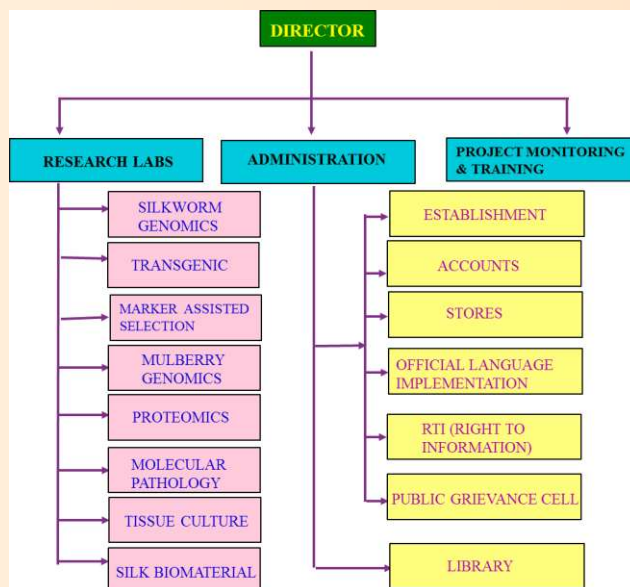 DIRECTOR
RESEARCH LABS
ADMINISTRATION
PROJECT MONITORING
& TRAINING
SILKWORM
GENOMICS
TRANSGENIC
MARKER ASSISTED
SELECTION
MULBERRY
GENOMICS
PROTEOMICS
MOLECULAR
PATHOLOGY
TISSUE CULTURE
SILK BIOMATERIAL
ESTABLISHMENT
ACCOUNTS
STORES
OFFICIAL LANGUAGE
IMPLEMENTATION
RTI (RIGHT TO
INFORMATION)
PUBLIC GRIEVANCE CELL
LIBRARY